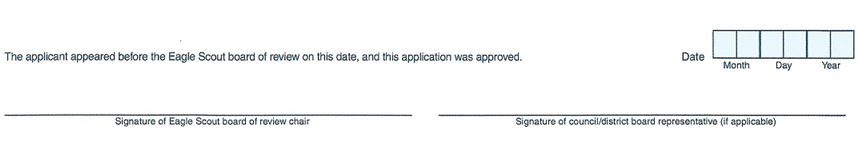 The applicant appeared before the Eagle Scout board of review on this date, and this application was approved. Date
Month Day Year
Signature of Eagle Scout board of review chair Signature of council/district board representative (if applicable)